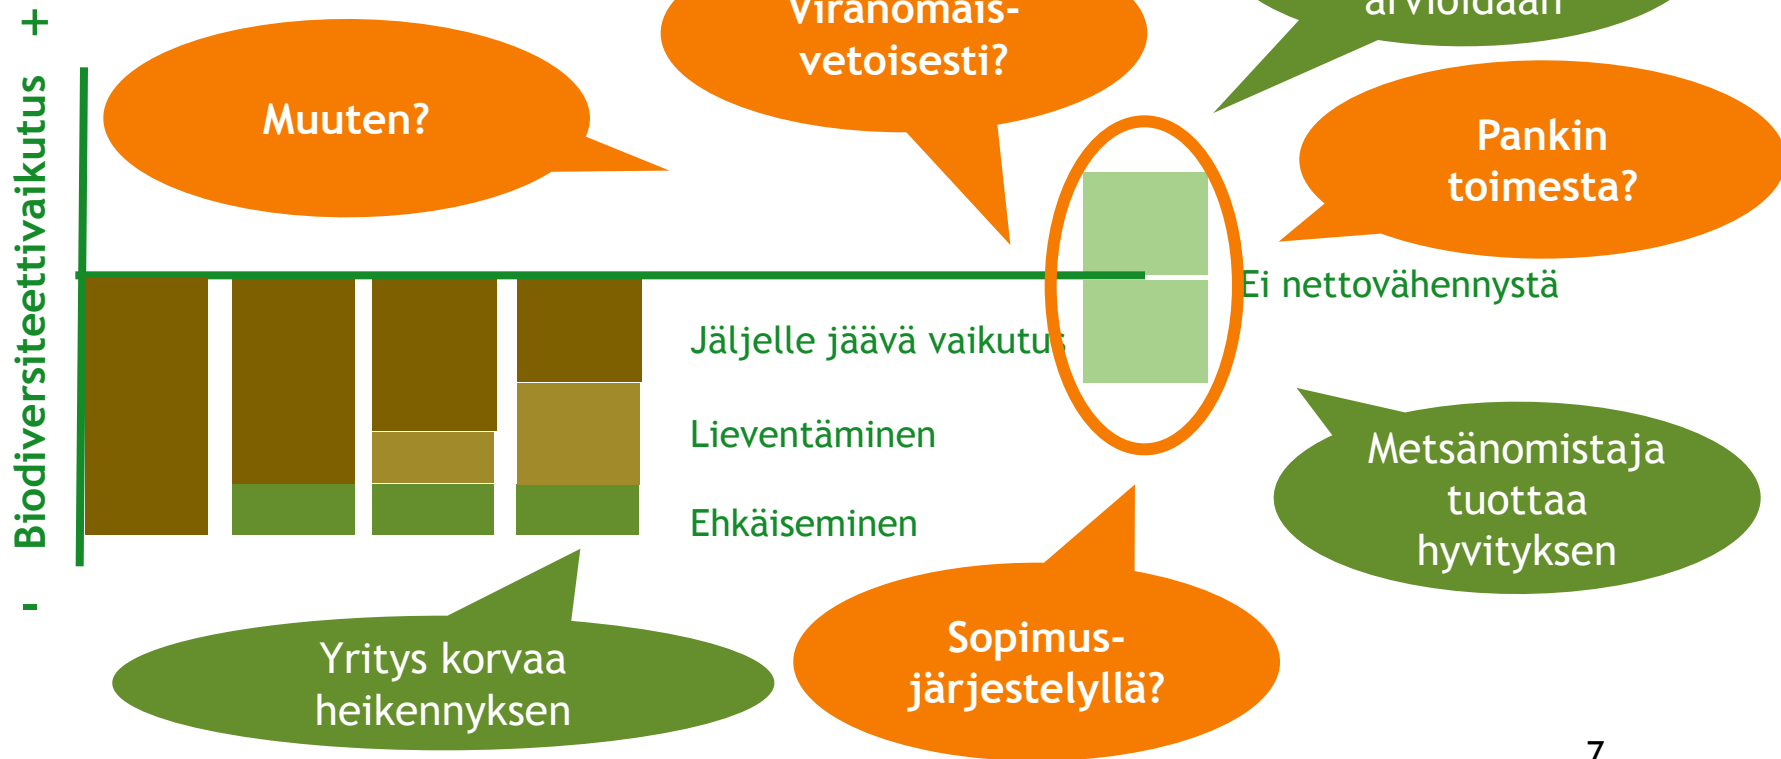 +
Biodiversiteettivaikutus
-
Muuten?
Viranomais-
vetoisesti?
arvioidaan
Pankin
toimesta?
Ei nettovähennystä
Jäljelle jäävä vaikutus
Lieventäminen
Ehkäiseminen
Metsänomistaja
tuottaa
hyvityksen
Yritys korvaa
heikennyksen
Sopimus-
järjestelyllä?
7